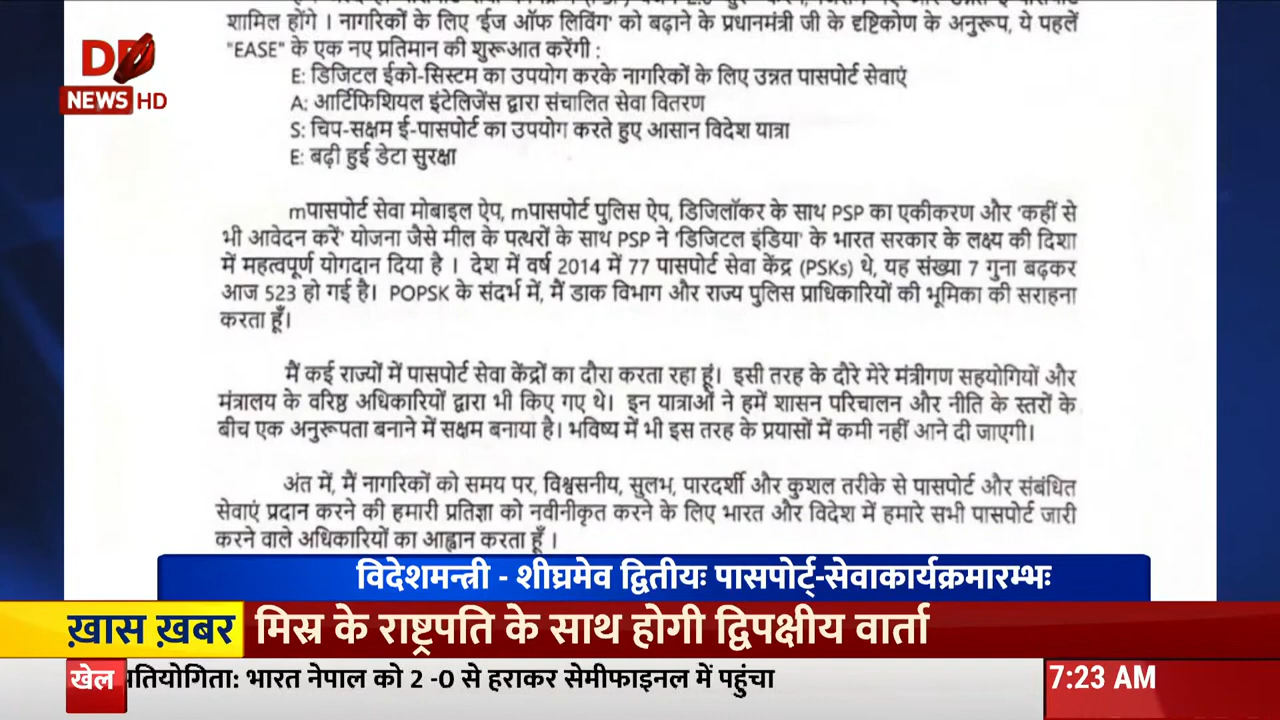 शामिल होंगे । नागरिकों के लिए 'ईज ऑफ लिविंग' को बढ़ाने के प्रधानमंत्री जी के दृष्टिकोण के अनुरूप, ये पहलें
"EASE" के एक नए प्रतिमान की शुरूआत करेंगी :
E: डिजिटल ईको-सिस्टम का उपयोग करके नागरिकों के लिए उन्नत पासपोर्ट सेवाएं
A: आर्टिफिशियल इंटेलिजेंस द्वारा संचालित सेवा वितरण
S: चिप-सक्षम ई-पासपोर्ट का उपयोग करते हुए आसान विदेश यात्रा
E: बढ़ी हुई डेटा सुरक्षा
DD
NEWS HD
mपासपोर्ट सेवा मोबाइल ऐप, mपासपोर्ट पुलिस ऐप, डिजिलॉकर के साथ PSP का एकीकरण और 'कहीं से
भी आवेदन करें' योजना जैसे मील के पत्थरों के साथ PSP ने 'डिजिटल इंडिया' के भारत सरकार के लक्ष्य की दिशा
में महत्वपूर्ण योगदान दिया है । देश में वर्ष 2014 में 77 पासपोर्ट सेवा केंद्र (PSKs) थे, यह संख्या 7 गुना बढ़कर
आज 523 हो गई है। POPSK के संदर्भ में, मैं डाक विभाग और राज्य पुलिस प्राधिकारियों की भूमिका की सराहना
करता हूँ।
मैं कई राज्यों में पासपोर्ट सेवा केंद्रों का दौरा करता रहा हूं। इसी तरह के दौरे मेरे मंत्रीगण सहयोगियों और
मंत्रालय के वरिष्ठ अधिकारियों द्वारा भी किए गए थे। इन यात्राओं ने हमें शासन परिचालन और नीति के स्तरों के
बीच एक अनुरूपता बनाने में सक्षम बनाया है। भविष्य में भी इस तरह के प्रयासों में कमी नहीं आने दी जाएगी।
अंत में, मैं नागरिकों को समय पर, विश्वसनीय, सुलभ, पारदर्शी और कुशल तरीके से पासपोर्ट और संबंधित
सेवाएं प्रदान करने की हमारी प्रतिज्ञा को नवीनीकृत करने के लिए भारत और विदेश में हमारे सभी पासपोर्ट जारी
करने वाले अधिकारियों का आह्वान करता हूँ ।
विदेशमन्त्री - शीघ्रमेव द्वितीयः पासपोर्ट्-सेवाकार्यक्रमारम्भः
ख़ास ख़बर मिस्र के राष्ट्रपति के साथ होगी द्विपक्षीय वार्ता
खेल प्रतियोगिता: भारत नेपाल को 2 -0 से हराकर सेमीफाइनल में पहुंचा 7:23 AM